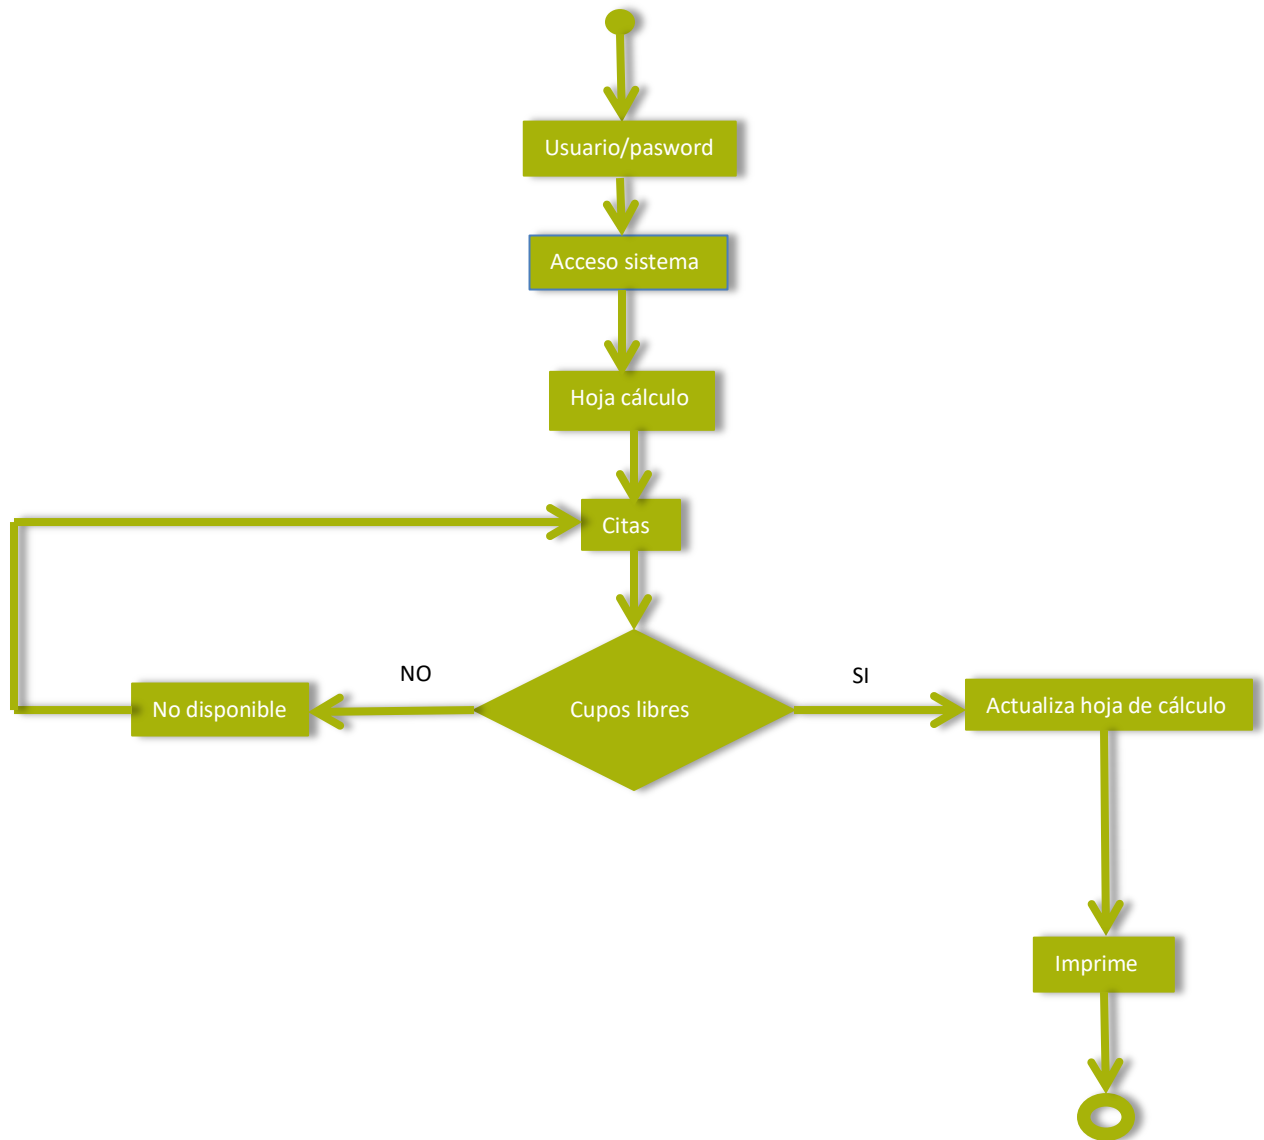 Usuario/pasword
Acceso sistema
Hoja cálculo
Citas
NO
SI
No disponible
Cupos libres
Actualiza hoja de cálculo
Imprime